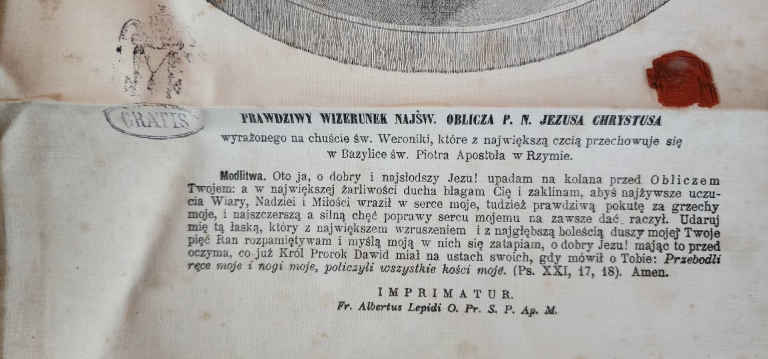 GRATIS
PRAWDZIWY WIZERUNEK NAJŚW. OBLICZA P. N. JEZUSA CHRYSTUSA
wyrażonego na chuście św. Weroniki, które z największą czcią przechowuje się
w Bazylice św. Piotra Apostoła w Rzymie.
Modlitwa. Oto ja, o dobry i najsłodszy Jezu! upadam na kolana przed Obliczem
Twojem: a w największej żarliwości ducha błagam Cię i zaklinam, abyś najżywsze uczu-
cia Wiary, Nadziei i Miłości wraził w serce moje, tudzież prawdziwą pokutę za grzechy
moje, i najszczerszą a silną chęć poprawy sercu mojemu na zawsze dać raczył. Udaruj
mię tą łaską, który z największem wzruszeniem i z najgłębszą boleścią duszy mojej Twoje
pięć Ran rozpamiętywam i myślą moją w nich się zatapiam, o dobry Jezu! mając to przed
oczyma, co już Król Prorok Dawid miał na ustach swoich, gdy mówił o Tobie: Przebodli
ręce moje i nogi moje, policzyli wszystkie kości moje. (Ps. XXI, 17, 18). Amen.
IMPRIMATUR.
Fr. Albertus Lepidi O. Pr. S. P. Ap. M.